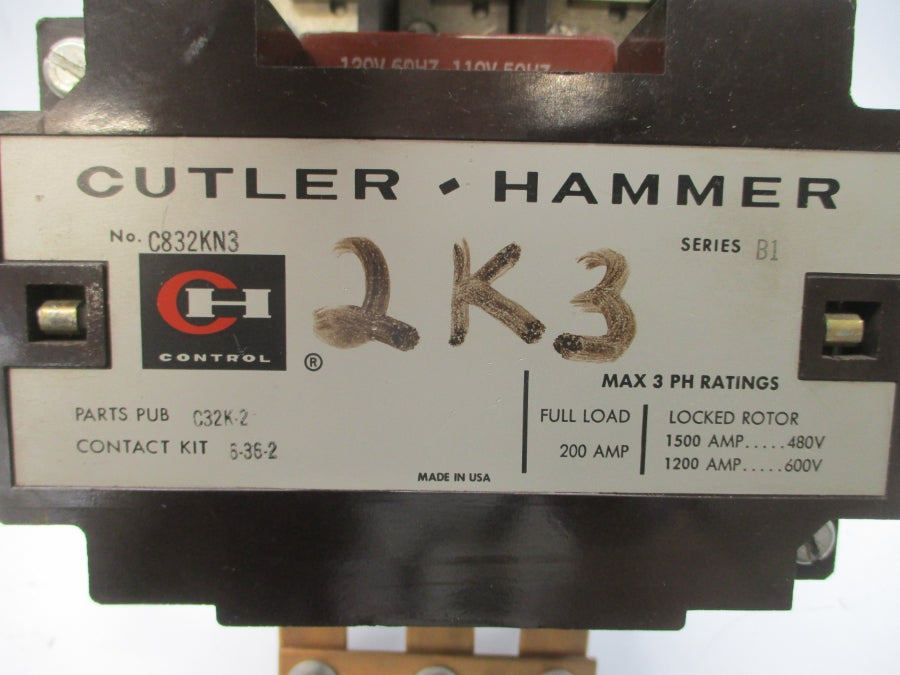 120V 60HZ 110V 50HZ
CUTLER • HAMMER
No. C832KN3
SERIES B1
2K3
CH
CONTROL ®
MAX 3 PH RATINGS
PARTS PUB C32K-2
FULL LOAD
LOCKED ROTOR
CONTACT KIT 6-36-2
200 AMP
1500 AMP.....480V
1200 AMP.....600V
MADE IN USA